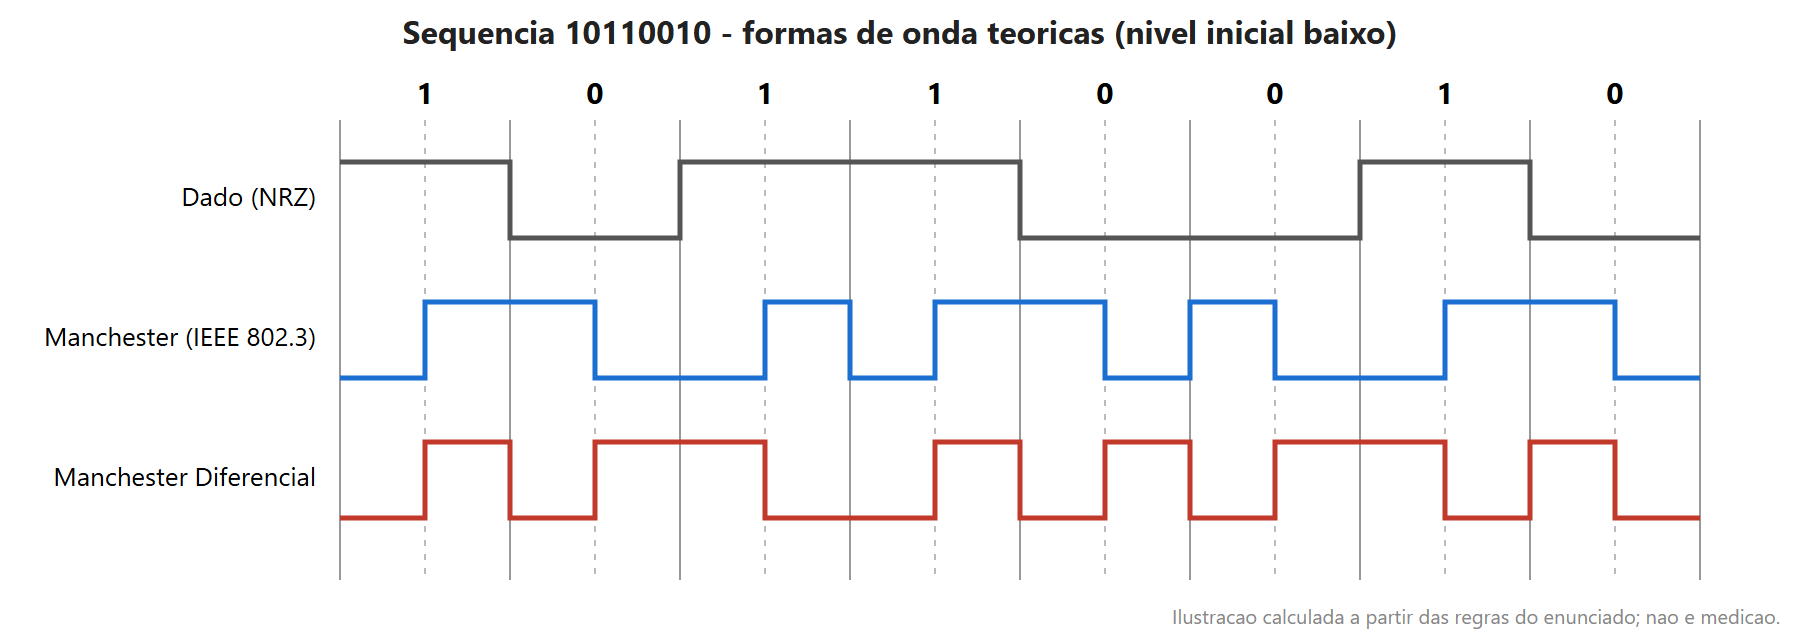 Sequencia 10110010 - formas de onda teoricas (nivel inicial baixo)
1 0 1 1 0 0 1 0
Dado (NRZ)
Manchester (IEEE 802.3)
Manchester Diferencial
Ilustracao calculada a partir das regras do enunciado; nao e medicao.